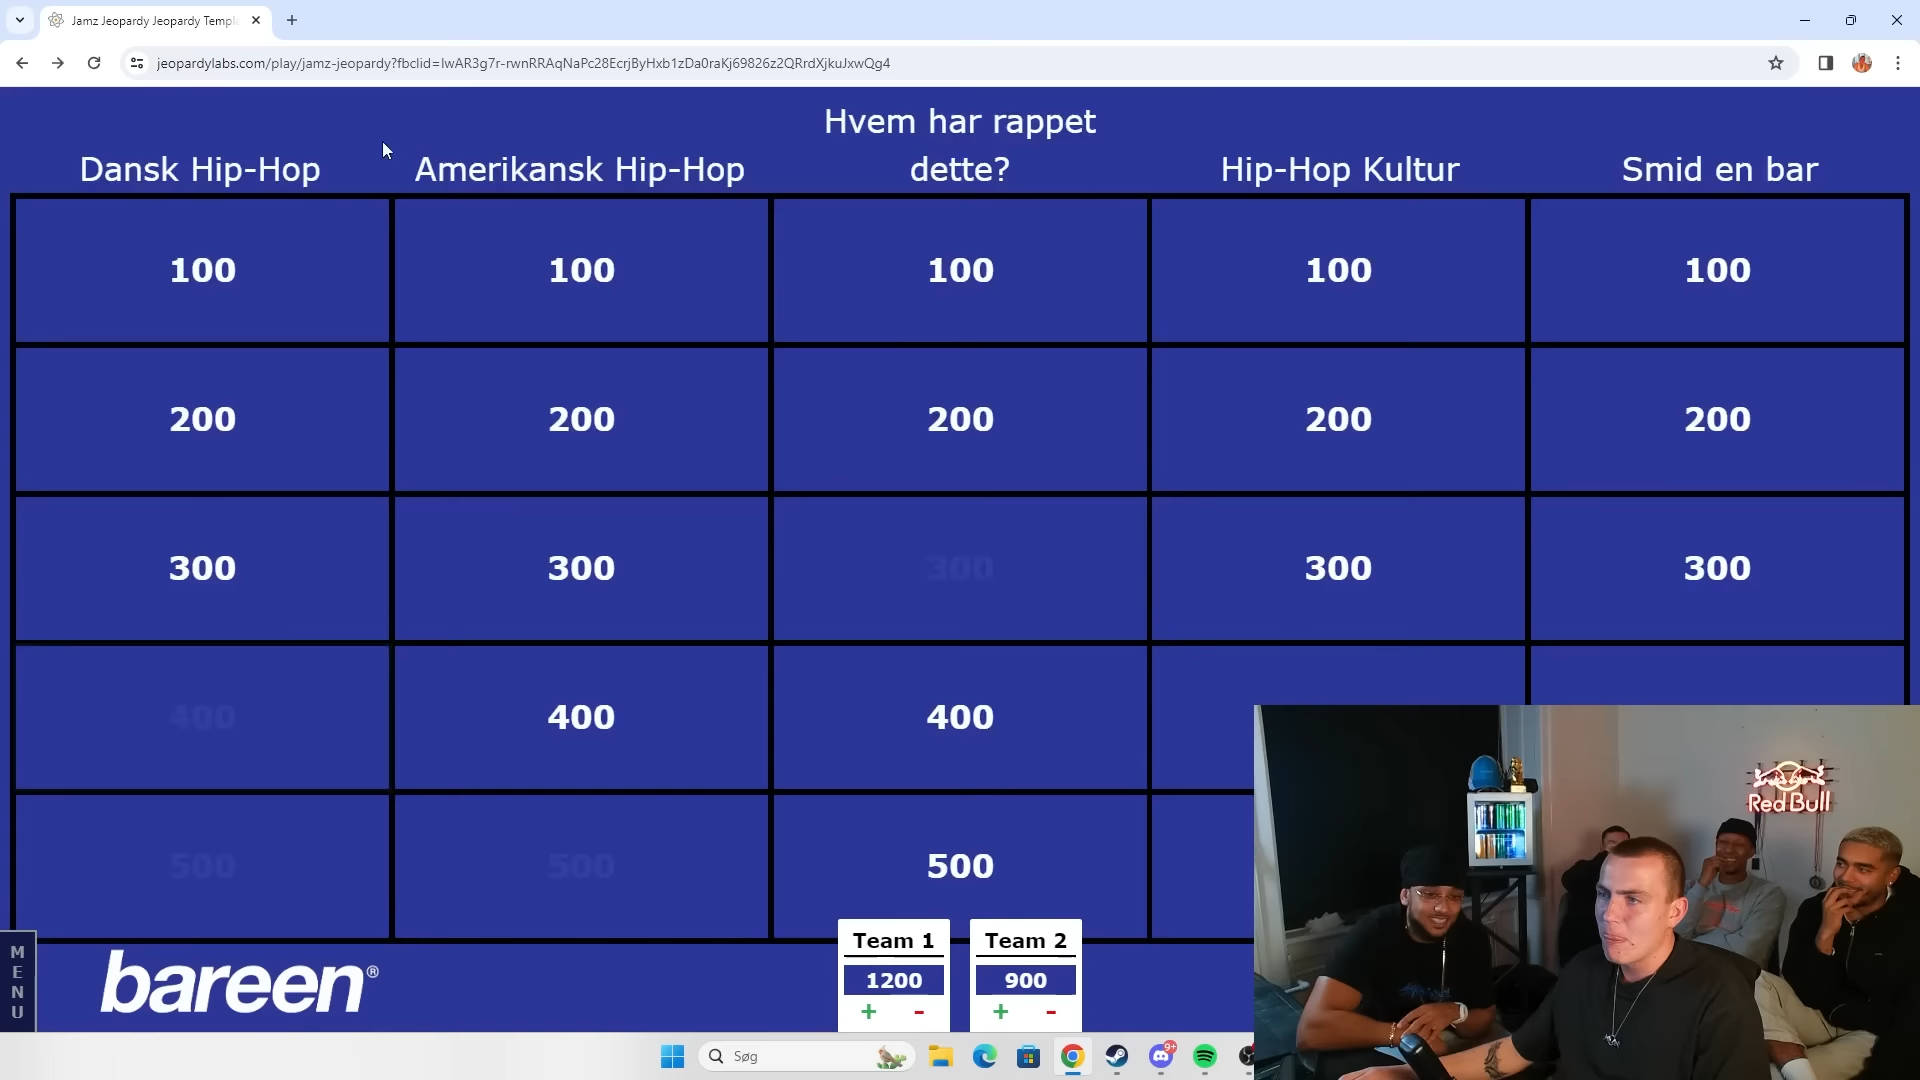 Jamz Jeopardy Jeopardy Templ
jeopardylabs.com/play/jamz-jeopardy?fbclid=IwAR3g7r-rwnRRAqNaPc28EcrjByHxb1zDa0raKj69826z2QRrdXjkuJxwQg4
Hvem har rappet
dette?
Dansk Hip-Hop
Amerikansk Hip-Hop
Hip-Hop Kultur
Smid en bar
100 100 100 100 100
200 200 200 200 200
300 300 300 300 300
400 400 400
500 500 500
MENU
bareen®
Team 1
1200
+ -
Team 2
900
+ -
Søg
9+
Red Bull